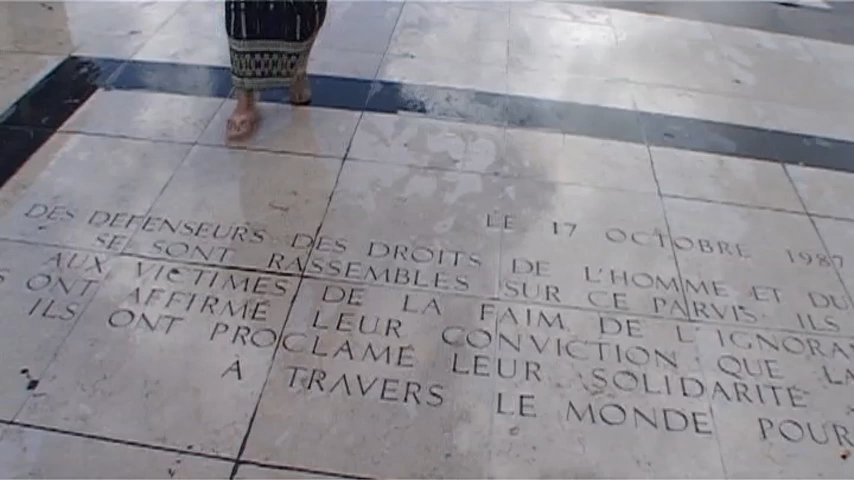 LE 17 OCTOBRE 1987
DES DEFENSEURS DES DROITS DE L'HOMME ET DU
SE SONT RASSEMBLES SUR CE PARVIS. ILS
AUX VICTIMES DE LA FAIM, DE L'IGNORA
S ONT AFFIRMÉ LEUR CONVICTION QUE LA
ILS ONT PROCLAMÉ LEUR SOLIDARITÉ
À TRAVERS LE MONDE POUR